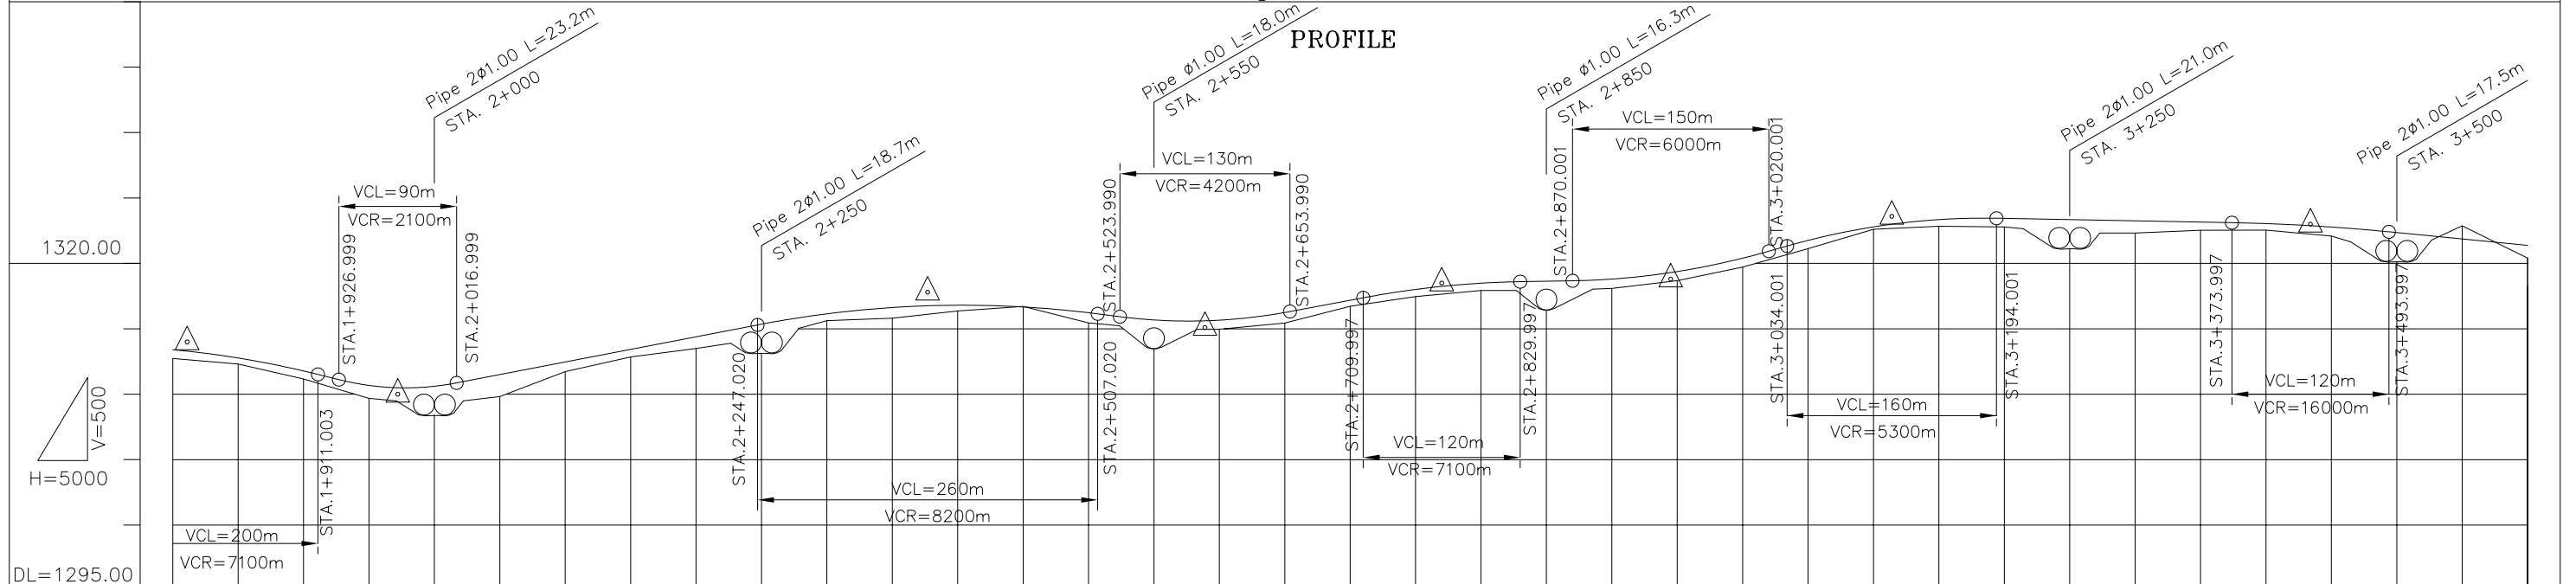 PROFILE
Pipe 2ø1.00 L=23.2m
STA. 2+000
Pipe 2ø1.00 L=18.7m
STA. 2+250
Pipe ø1.00 L=18.0m
STA. 2+550
Pipe ø1.00 L=16.3m
STA. 2+850
Pipe 2ø1.00 L=21.0m
STA. 3+250
Pipe 2ø1.00 L=17.5m
STA. 3+500
1320.00
V=500
H=5000
DL=1295.00
VCL=200m
VCR=7100m
STA.1+911.003
VCL=90m
VCR=2100m
STA.1+926.999
STA.2+016.999
STA.2+247.020
VCL=260m
VCR=8200m
STA.2+507.020
VCL=130m
VCR=4200m
STA.2+523.990
STA.2+653.990
STA.2+709.997
VCL=120m
VCR=7100m
STA.2+829.997
VCL=150m
VCR=6000m
STA.2+870.001
STA.3+020.001
STA.3+034.001
VCL=160m
VCR=5300m
STA.3+194.001
STA.3+373.997
VCL=120m
VCR=16000m
STA.3+493.997